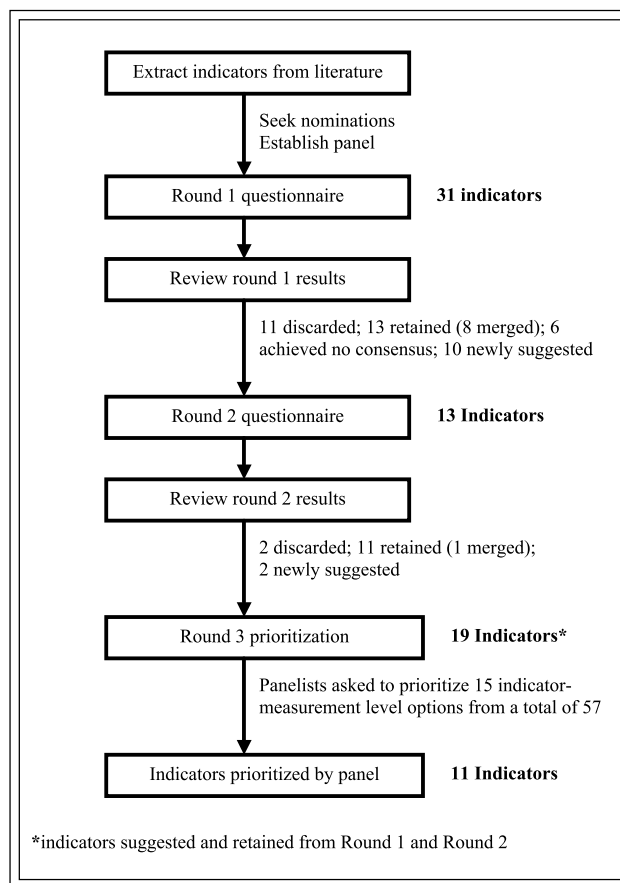 Extract indicators from literature
Seek nominations
Establish panel
Round 1 questionnaire
31 indicators
Review round 1 results
11 discarded; 13 retained (8 merged); 6
achieved no consensus; 10 newly suggested
Round 2 questionnaire
13 Indicators
Review round 2 results
2 discarded; 11 retained (1 merged);
2 newly suggested
Round 3 prioritization
19 Indicators*
Panelists asked to prioritize 15 indicator-
measurement level options from a total of 57
Indicators prioritized by panel
11 Indicators
*indicators suggested and retained from Round 1 and Round 2